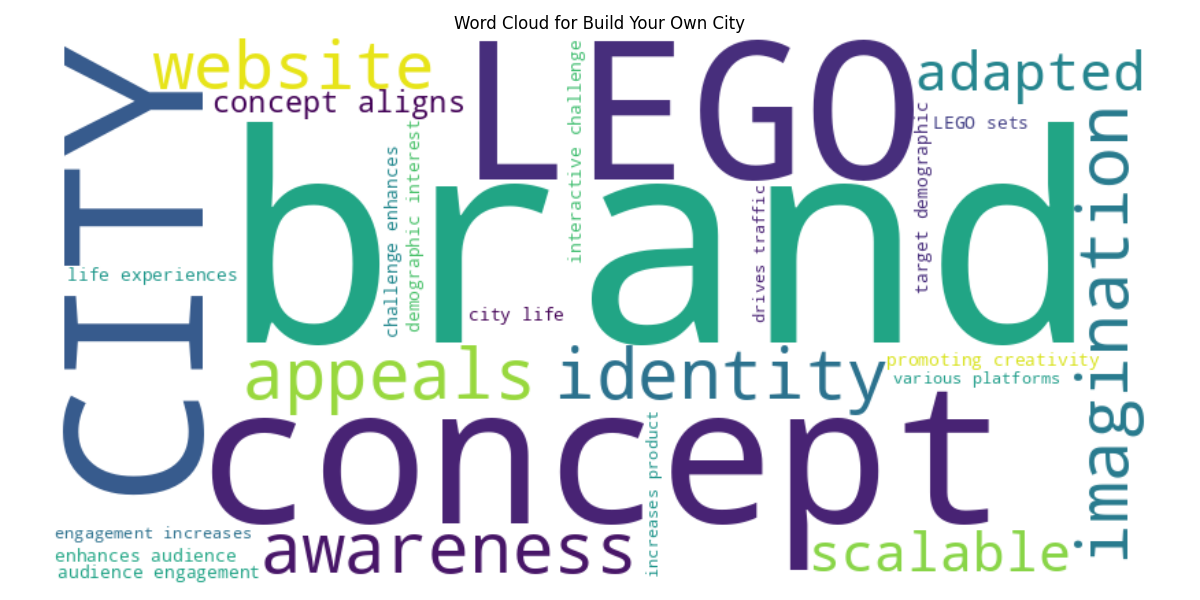 Word Cloud for Build Your Own City
website
LEGO
adapted
concept aligns
LEGO sets
CITY
brand
interactive challenge
target demographic
demographic interest
challenge enhances
drives traffic
imagination
life experiences
city life
appeals
identity
promoting creativity
various platforms
concept
increases product
engagement increases
awareness
scalable
enhances audience
audience engagement